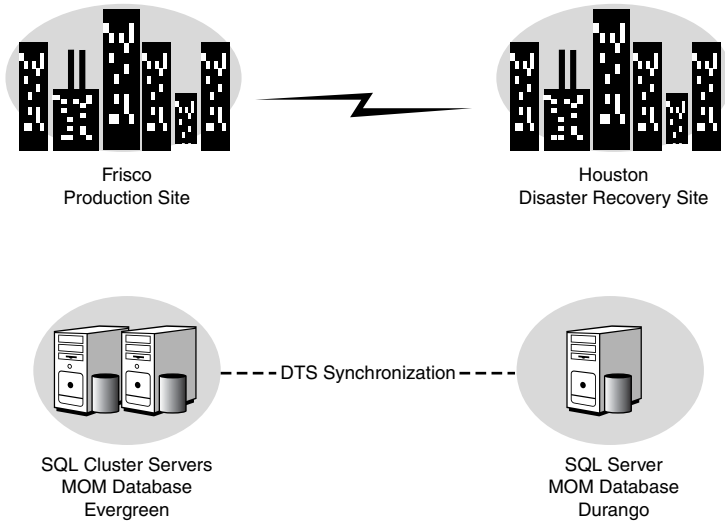 Frisco
Production Site
Houston
Disaster Recovery Site
DTS Synchronization
SQL Cluster Servers
MOM Database
Evergreen
SQL Server
MOM Database
Durango